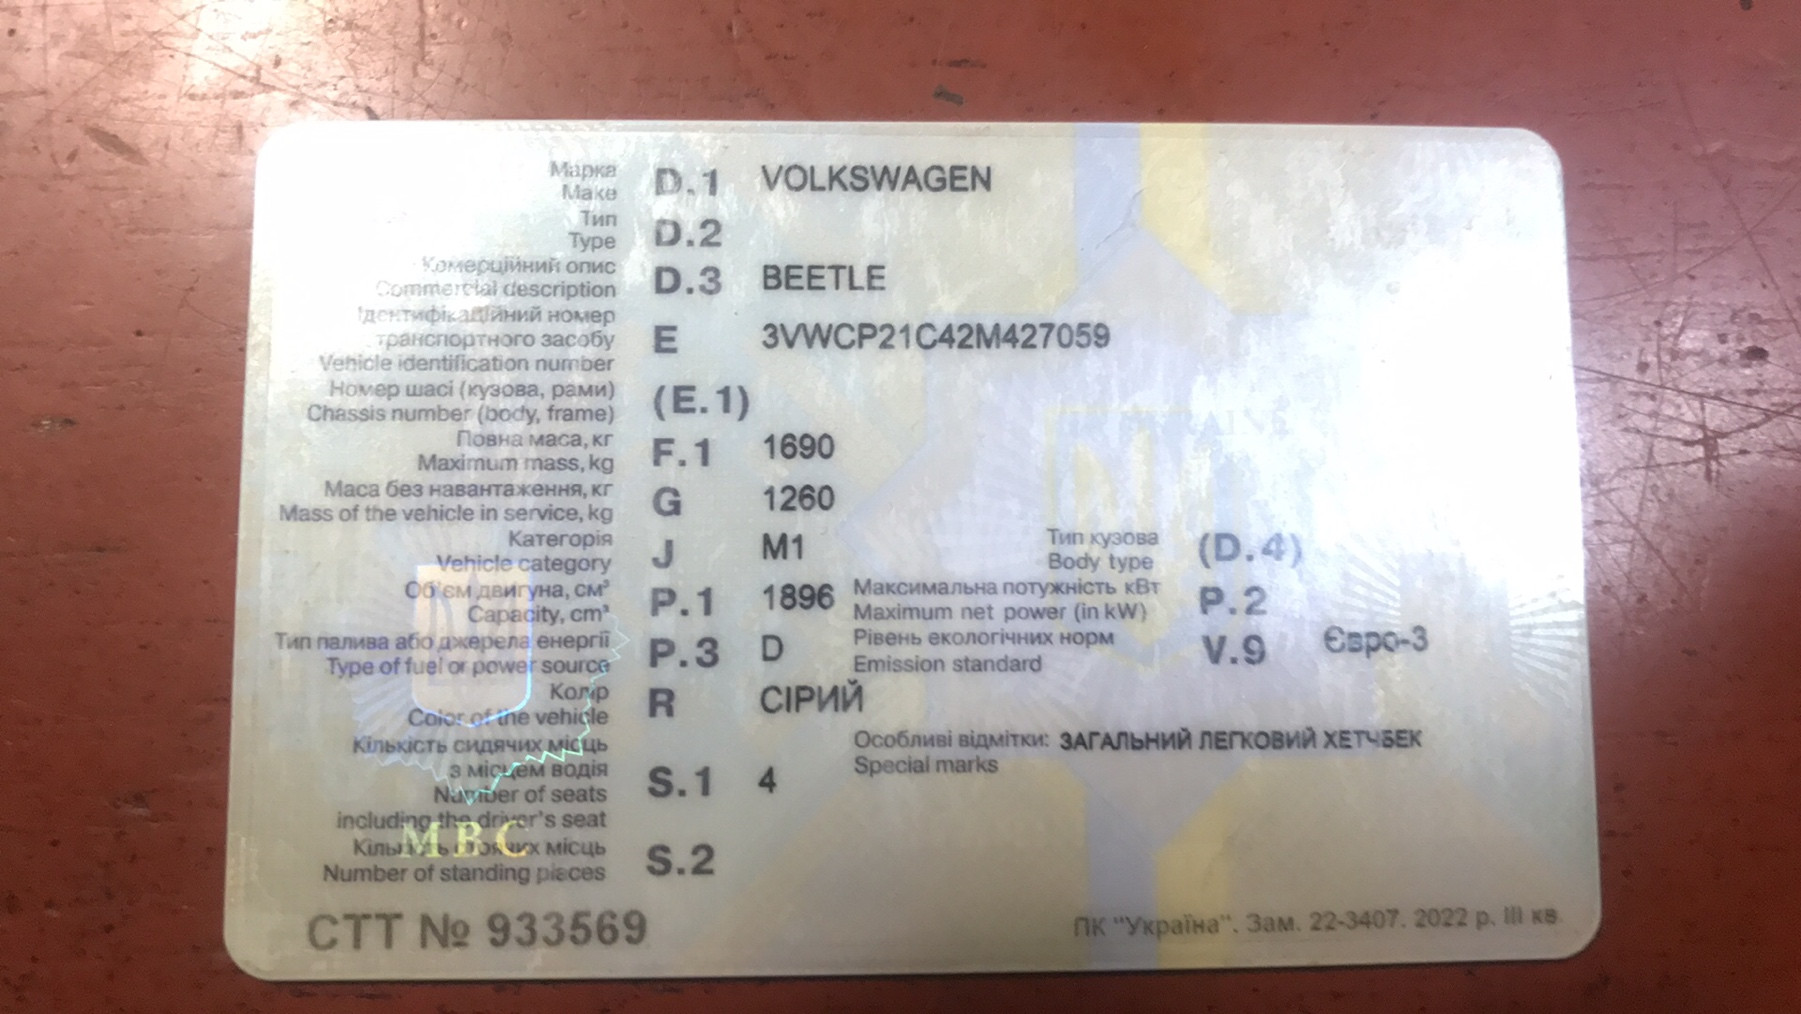 Марка
Make D.1 VOLKSWAGEN
Тип
Type D.2
Комерційний опис
Commercial description D.3 BEETLE
Ідентифікаційний номер
транспортного засобу E 3VWCP21C42M427059
Vehicle identification number
Номер шасі (кузова, рами)
Chassis number (body, frame) (E.1)
Повна маса, кг
Maximum mass, kg F.1 1690
Маса без навантаження, кг
Mass of the vehicle in service, kg G 1260
Категорія
Vehicle category J M1 Тип кузова
Body type (D.4)
Об'єм двигуна, см³
Capacity, cm³ P.1 1896 Максимальна потужність кВт
Maximum net power (in kW) P.2
Тип палива або джерела енергії
Type of fuel or power source P.3 D Рівень екологічних норм
Emission standard V.9 Євро-3
Колір
Color of the vehicle R СІРИЙ
Кількість сидячих місць
з місцем водія
Number of seats
including the driver's seat S.1 4 Особливі відмітки: ЗАГАЛЬНИЙ ЛЕГКОВИЙ ХЕТЧБЕК
Special marks
МВС
Кількість стоячих місць
Number of standing places S.2
СТТ № 933569
ПК "Україна". Зам. 22-3407. 2022 р. III кв.